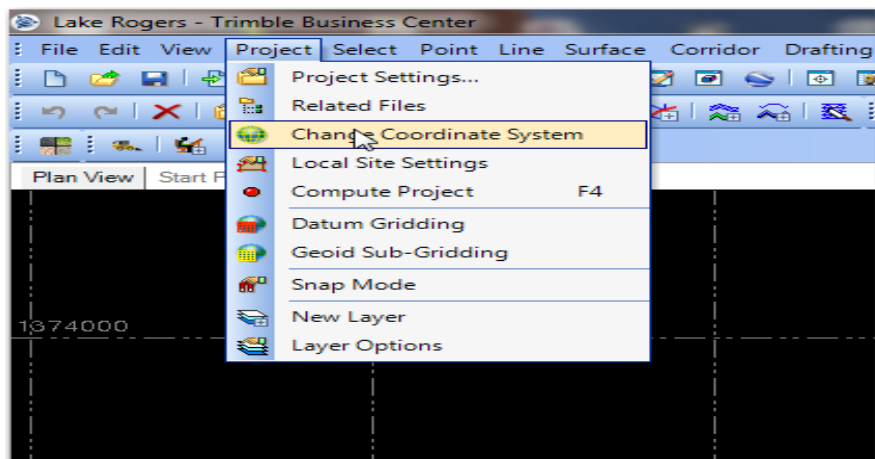 Lake Rogers - Trimble Business Center
File Edit View Project Select Point Line Surface Corridor Drafting
Project Settings...
Related Files
Change Coordinate System
Local Site Settings
Compute Project F4
Datum Gridding
Geoid Sub-Gridding
Snap Mode
New Layer
Layer Options
Plan View Start
1374000